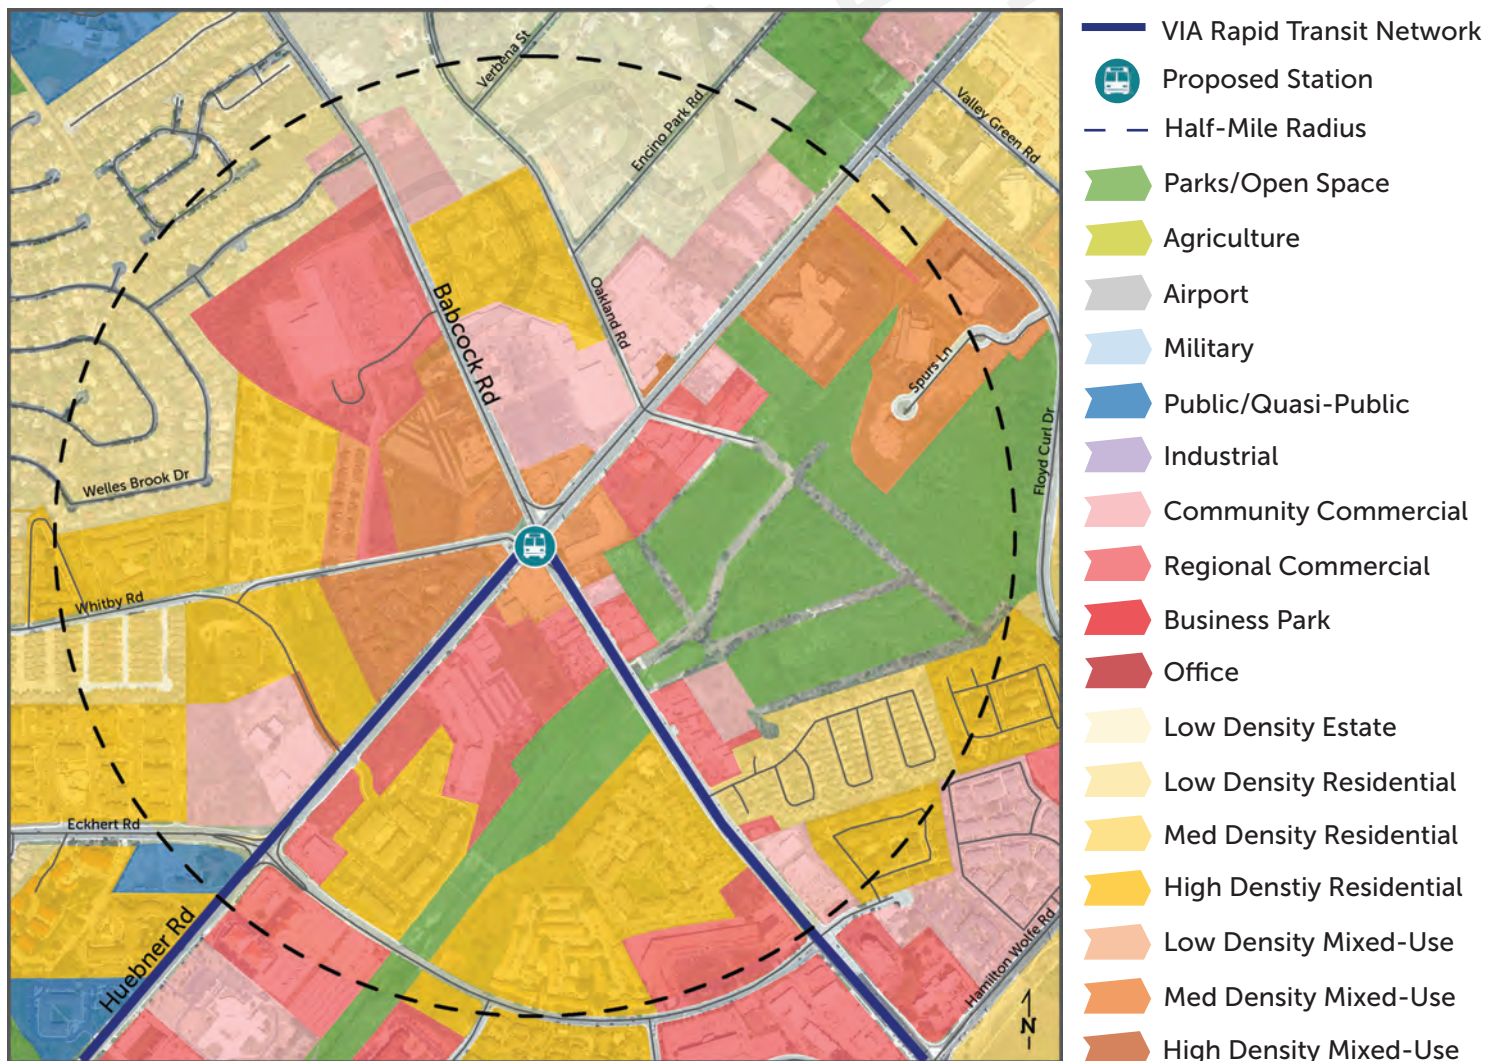 Verbena St
Encino Park Rd
Valley Green Rd
Oakland Rd
Babcock Rd
Spurs Ln
Floyd Curl Dr
Welles Brook Dr
Whitby Rd
Eckhert Rd
Huebner Rd
Hamilton Wolfe Rd
N
VIA Rapid Transit Network
Proposed Station
Half-Mile Radius
Parks/Open Space
Agriculture
Airport
Military
Public/Quasi-Public
Industrial
Community Commercial
Regional Commercial
Business Park
Office
Low Density Estate
Low Density Residential
Med Density Residential
High Denstiy Residential
Low Density Mixed-Use
Med Density Mixed-Use
High Density Mixed-Use